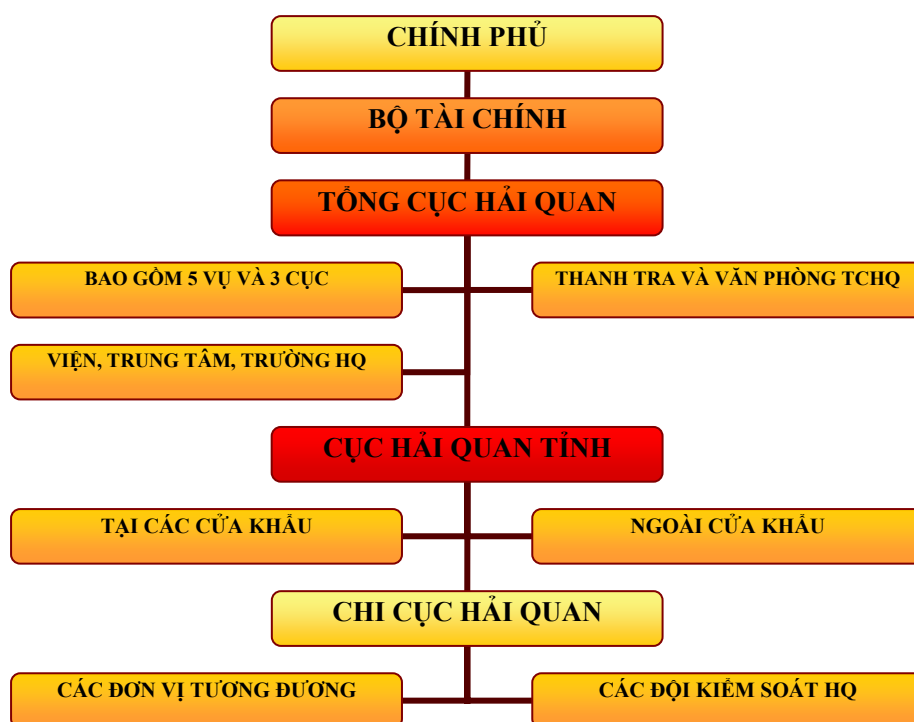 CHÍNH PHỦ
BỘ TÀI CHÍNH
TỔNG CỤC HẢI QUAN
BAO GỒM 5 VỤ VÀ 3 CỤC
THANH TRA VÀ VĂN PHÒNG TCHQ
VIỆN, TRUNG TÂM, TRƯỜNG HQ
CỤC HẢI QUAN TỈNH
TẠI CÁC CỬA KHẨU
NGOÀI CỬA KHẨU
CHI CỤC HẢI QUAN
CÁC ĐƠN VỊ TƯƠNG ĐƯƠNG
CÁC ĐỘI KIỂM SOÁT HQ